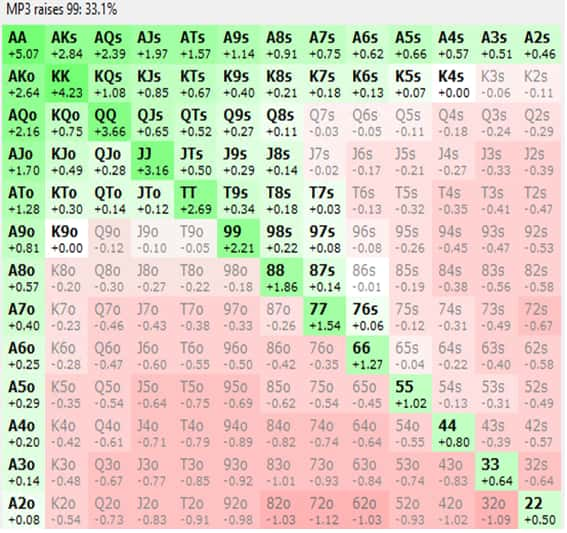 MP3 raises 99: 33.1%
AA AKs AQs AJs ATs A9s A8s A7s A6s A5s A4s A3s A2s
+5.07 +2.84 +2.39 +1.97 +1.57 +1.14 +0.91 +0.75 +0.62 +0.66 +0.57 +0.51 +0.46
AKo KK KQs KJs KTs K9s K8s K7s K6s K5s K4s K3s K2s
+2.64 +4.23 +1.08 +0.85 +0.67 +0.40 +0.21 +0.18 +0.13 +0.07 +0.00 -0.06 -0.11
AQo KQo QQ QJs QTs Q9s Q8s Q7s Q6s Q5s Q4s Q3s Q2s
+2.16 +0.75 +3.66 +0.65 +0.52 +0.27 +0.11 -0.03 -0.05 -0.11 -0.18 -0.24 -0.29
AJo KJo QJo JJ JTs J9s J8s J7s J6s J5s J4s J3s J2s
+1.70 +0.49 +0.28 +3.16 +0.50 +0.29 +0.14 -0.02 -0.17 -0.21 -0.27 -0.33 -0.39
ATo KTo QTo JTo TT T9s T8s T7s T6s T5s T4s T3s T2s
+1.28 +0.30 +0.14 +0.12 +2.69 +0.34 +0.18 +0.03 -0.13 -0.32 -0.35 -0.41 -0.47
A9o K9o Q9o J9o T9o 99 98s 97s 96s 95s 94s 93s 92s
+0.81 +0.00 -0.12 -0.10 -0.05 +2.21 +0.22 +0.08 -0.08 -0.26 -0.45 -0.47 -0.53
A8o K8o Q8o J8o T8o 98o 88 87s 86s 85s 84s 83s 82s
+0.57 -0.20 -0.30 -0.27 -0.22 -0.18 +1.86 +0.14 -0.01 -0.19 -0.38 -0.56 -0.58
A7o K7o Q7o J7o T7o 97o 87o 77 76s 75s 74s 73s 72s
+0.40 -0.23 -0.46 -0.43 -0.38 -0.33 -0.26 +1.54 +0.06 -0.12 -0.31 -0.49 -0.67
A6o K6o Q6o J6o T6o 96o 86o 76o 66 65s 64s 63s 62s
+0.25 -0.28 -0.47 -0.60 -0.55 -0.50 -0.42 -0.35 +1.27 -0.04 -0.22 -0.40 -0.58
A5o K5o Q5o J5o T5o 95o 85o 75o 65o 55 54s 53s 52s
+0.29 -0.35 -0.54 -0.64 -0.75 -0.69 -0.62 -0.54 -0.45 +1.02 -0.13 -0.31 -0.49
A4o K4o Q4o J4o T4o 94o 84o 74o 64o 54o 44 43s 42s
+0.20 -0.42 -0.61 -0.71 -0.79 -0.89 -0.82 -0.74 -0.64 -0.55 +0.80 -0.39 -0.57
A3o K3o Q3o J3o T3o 93o 83o 73o 63o 53o 43o 33 32s
+0.14 -0.48 -0.67 -0.77 -0.85 -0.92 -1.01 -0.93 -0.84 -0.74 -0.83 +0.64 -0.64
A2o K2o Q2o J2o T2o 92o 82o 72o 62o 52o 42o 32o 22
+0.08 -0.54 -0.73 -0.83 -0.91 -0.98 -1.03 -1.12 -1.03 -0.93 -1.02 -1.09 +0.50